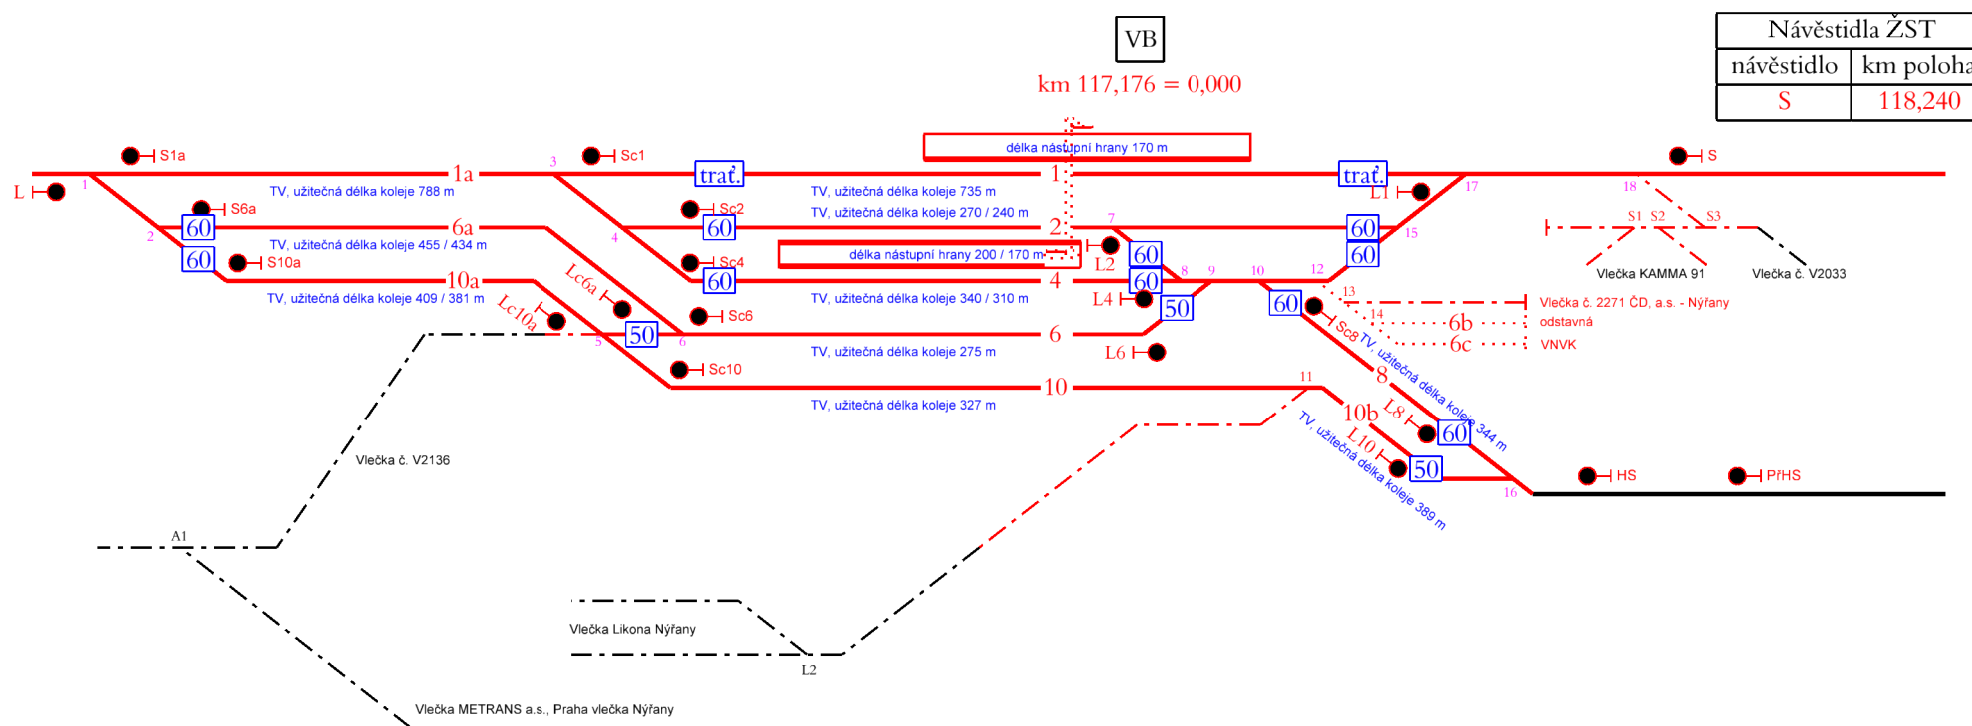 VB
km 117,176 = 0,000
Návěstidla ŽST
návěstidlo km poloha
S 118,240
délka nástupní hrany 170 m
S1a
3
Sc1
S
L
1
1a
trať.
1
trať.
L1
17
18
TV, užitečná délka koleje 788 m
TV, užitečná délka koleje 735 m
S6a
Sc2
TV, užitečná délka koleje 270 / 240 m
7
S1 S2 S3
2
60
6a
4
60
2
60
15
TV, užitečná délka koleje 455 / 434 m
délka nástupní hrany 200 / 170 m
L2
60
60
60
S10a
Sc4
Vlečka KAMMA 91
Vlečka č. V2033
10a
Lc6a
60
4
60
8
9
10
12
TV, užitečná délka koleje 409 / 381 m
TV, užitečná délka koleje 340 / 310 m
L4
50
60
13
Vlečka č. 2271 ČD, a.s. - Nýřany
Lc10a
Sc6
Sc8
14
6b
odstavná
5
50
6
6
6c
VNVK
TV, užitečná délka koleje 275 m
L6
TV, užitečná délka koleje 344 m
8
Sc10
10
11
TV, užitečná délka koleje 327 m
10b
L8
60
TV, užitečná délka koleje 389 m
L10
50
16
HS
PřHS
Vlečka č. V2136
A1
Vlečka Likona Nýřany
L2
Vlečka METRANS a.s., Praha vlečka Nýřany